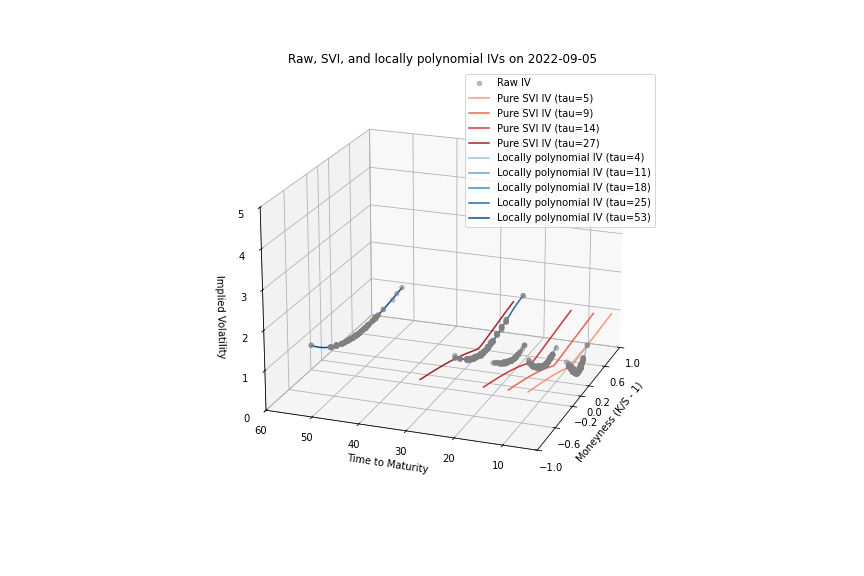 Raw, SVI, and locally polynomial IVs on 2022-09-05
Raw IV
Pure SVI IV (tau=5)
Pure SVI IV (tau=9)
Pure SVI IV (tau=14)
Pure SVI IV (tau=27)
Locally polynomial IV (tau=4)
Locally polynomial IV (tau=11)
Locally polynomial IV (tau=18)
Locally polynomial IV (tau=25)
Locally polynomial IV (tau=53)
5
4
3
2
1
0
Implied Volatility
60
50
40
30
20
10
Time to Maturity
1.0
0.6
0.2
0.0
−0.2
−0.6
−1.0
Moneyness (K/S - 1)